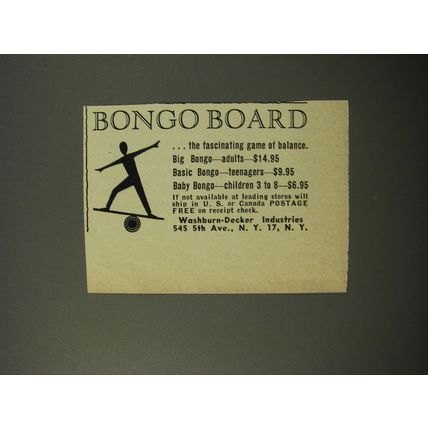 BONGO BOARD
. . . the fascinating game of balance.
Big Bongo—adults—$14.95
Basic Bongo—teenagers—$9.95
Baby Bongo—children 3 to 8—$6.95
If not available at leading stores will
ship in U. S. or Canada POSTAGE
FREE on receipt check.
Washburn-Decker Industries
545 5th Ave., N. Y. 17, N. Y.